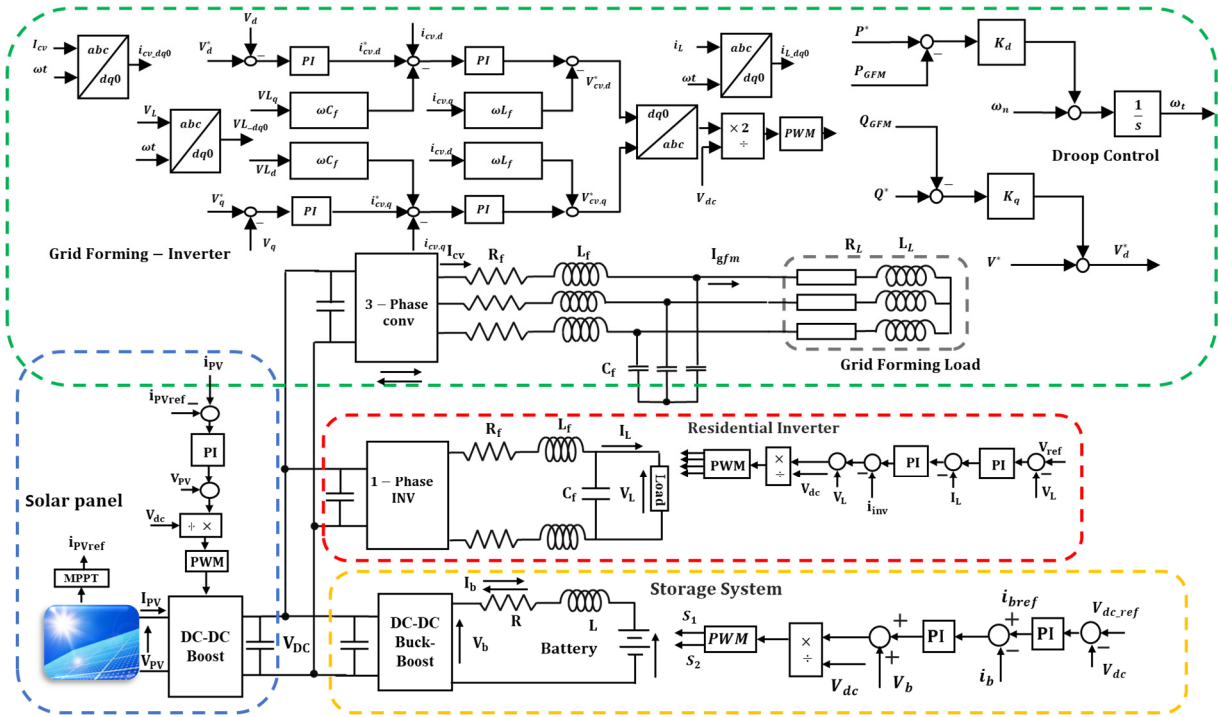 I_cv
ωt
abc
dq0
i_cv_dq0
V_L
ωt
abc
dq0
VL_-dq0
V_d
V_d^*
PI
i_cv,d^*
i_cv,d
PI
V_cv,d^*
VL_q
ωC_f
i_cv,q
ωL_f
VL_d
ωC_f
i_cv,d
ωL_f
V_q^*
PI
i_cv,q^*
PI
V_cv,q^*
V_q
i_cv,q
dq0
abc
× 2
÷
PWM
V_dc
i_L
ωt
abc
dq0
i_L_dq0
P^*
P_GFM
K_d
ω_n
1
s
ω_t
Droop Control
Q_GFM
Q^*
K_q
V^*
V_d^*
Grid Forming – Inverter
3 – Phase
conv
I_cv
R_f
L_f
I_gfm
R_L
L_L
C_f
Grid Forming Load
i_PV
i_PVref
PI
V_PV
Solar panel
V_dc
÷ ×
PWM
i_PVref
MPPT
I_PV
V_PV
DC-DC
Boost
V_DC
Residential Inverter
1 – Phase
INV
R_f
L_f
I_L
C_f
V_L
Load
PWM
×
÷
V_dc
V_L
i_inv
PI
I_L
PI
V_ref
V_L
Storage System
DC-DC
Buck-
Boost
I_b
R
L
V_b
Battery
S_1
S_2
PWM
×
÷
V_dc
V_b
PI
i_bref
i_b
PI
V_dc_ref
V_dc